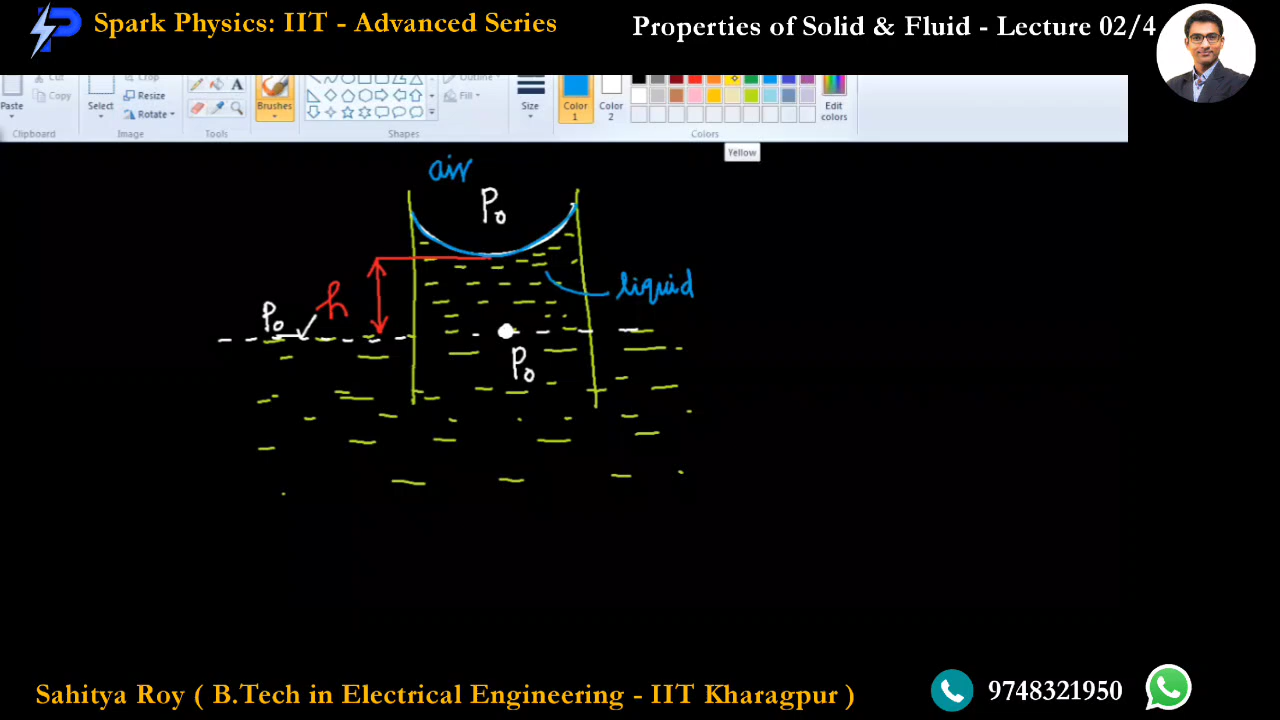 Spark Physics: IIT - Advanced Series
Properties of Solid & Fluid - Lecture 02/4
Cut
Crop
Outline
Paste
Copy
Select
Resize
Brushes
Fill
Size
Color
1
Color
2
Edit
colors
Rotate
Clipboard
Image
Tools
Shapes
Colors
Yellow
air
P₀
h
liquid
P₀
P₀
Sahitya Roy ( B.Tech in Electrical Engineering - IIT Kharagpur )
9748321950